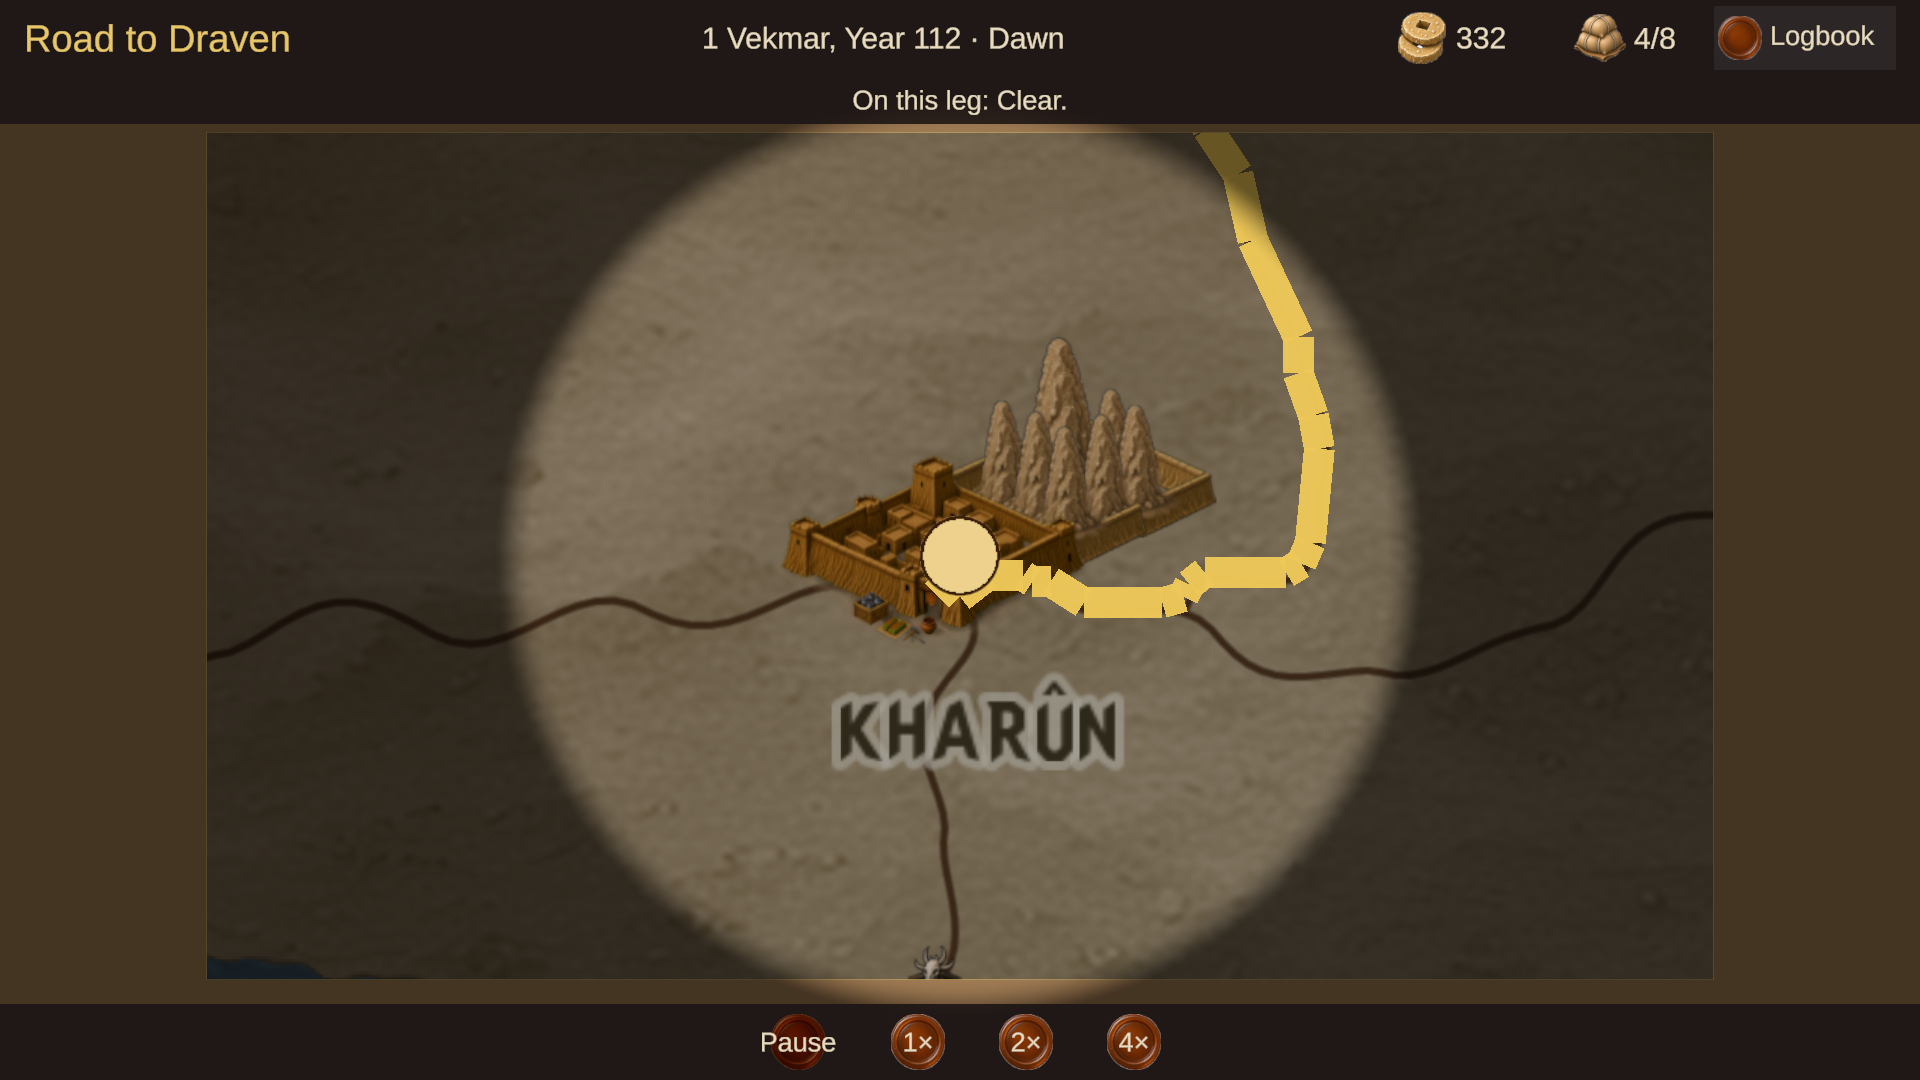 Road to Draven
1 Vekmar, Year 112 · Dawn
332
4/8
Logbook
On this leg: Clear.
KHARÛN
Pause
1×
2×
4×